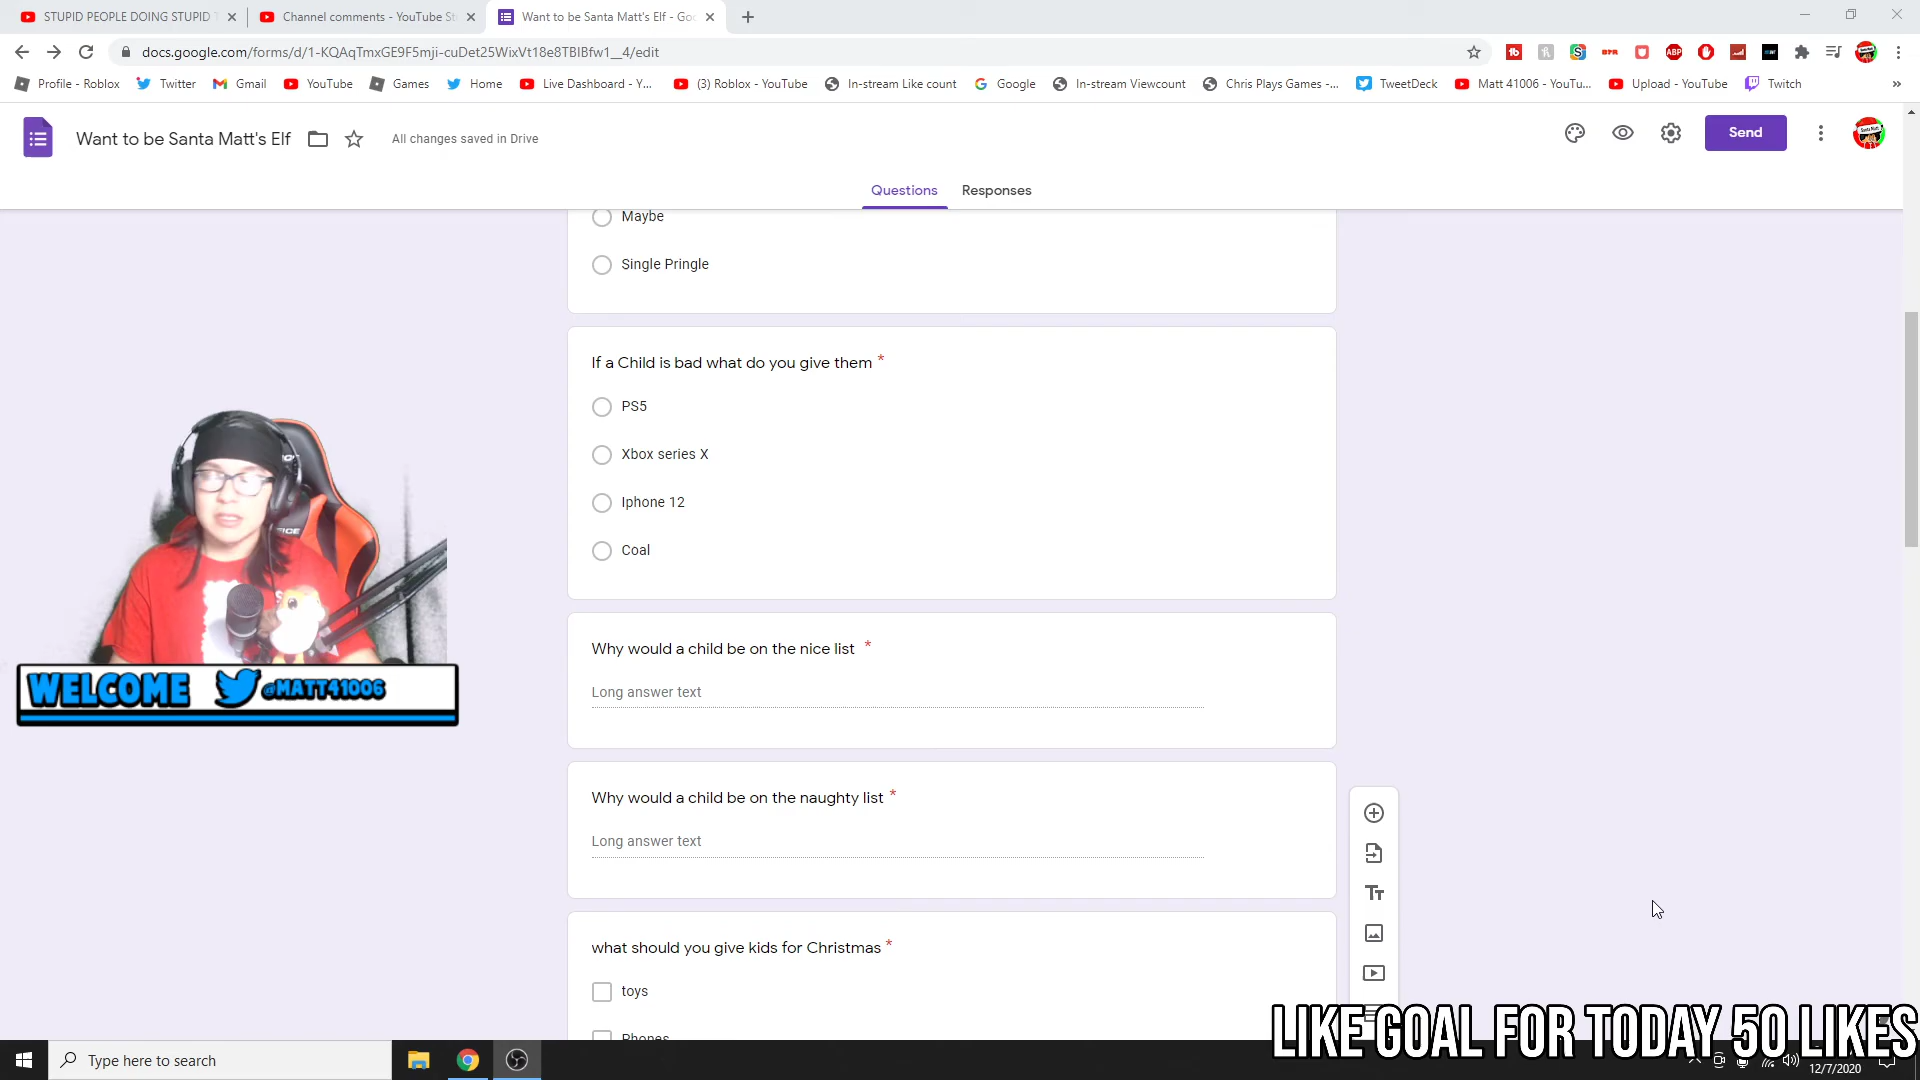 STUPID PEOPLE DOING STUPID T
Channel comments - YouTube St
Want to be Santa Matt's Elf - Goo
docs.google.com/forms/d/1-KQAqTmxGE9F5mji-cuDet25WixVt18e8TBIBfw1__4/edit
Profile - Roblox
Twitter
Gmail
YouTube
Games
Home
Live Dashboard - Y...
(3) Roblox - YouTube
In-stream Like count
Google
In-stream Viewcount
Chris Plays Games -...
TweetDeck
Matt 41006 - YouTu...
Upload - YouTube
Twitch
Want to be Santa Matt's Elf
All changes saved in Drive
Send
Questions
Responses
Maybe
Single Pringle
If a Child is bad what do you give them *
PS5
Xbox series X
Iphone 12
Coal
Why would a child be on the nice list *
Long answer text
WELCOME @MATT41006
Why would a child be on the naughty list *
Long answer text
what should you give kids for Christmas *
toys
Phones
LIKE GOAL FOR TODAY 50 LIKES
Type here to search
12/7/2020